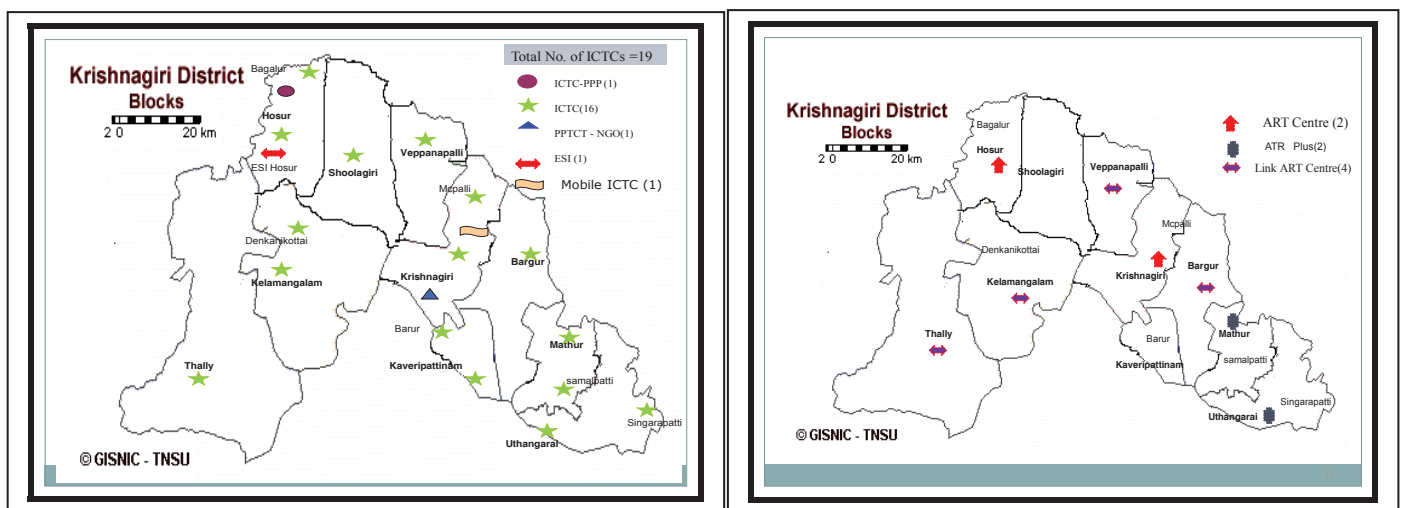 Total No. of ICTCs =19
Krishnagiri District
Blocks
2 0 20 km
ICTC-PPP (1)
ICTC(16)
PPTCT - NGO(1)
ESI (1)
Mobile ICTC (1)
Bagalur
Hosur
ESI Hosur
Shoolagiri
Veppanapalli
Mcpalli
Denkanikottai
Kelamangalam
Krishnagiri
Bargur
Barur
Mathur
Thally
Kaveripattinam
samalpatti
Singarapatti
Uthangarai
© GISNIC - TNSU
Krishnagiri District
Blocks
2 0 20 km
ART Centre (2)
ATR Plus(2)
Link ART Centre(4)
Bagalur
Hosur
Shoolagiri
Veppanapalli
Mcpalli
Denkanikottai
Kelamangalam
Krishnagiri
Bargur
Thally
Barur
Mathur
Kaveripattinam
samalpatti
Singarapatti
Uthangarai
© GISNIC - TNSU